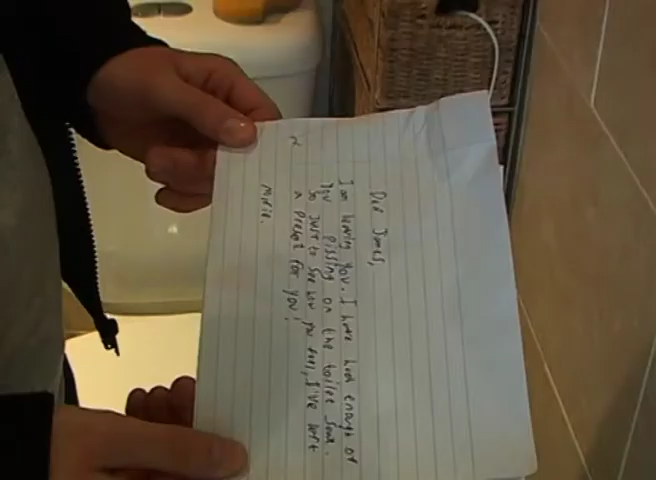 Dear James,
I am leaving you. I have had enough of
you pissing on the toilet seat.
so Just to see how you feel, I've left
a present for you!
Marie.